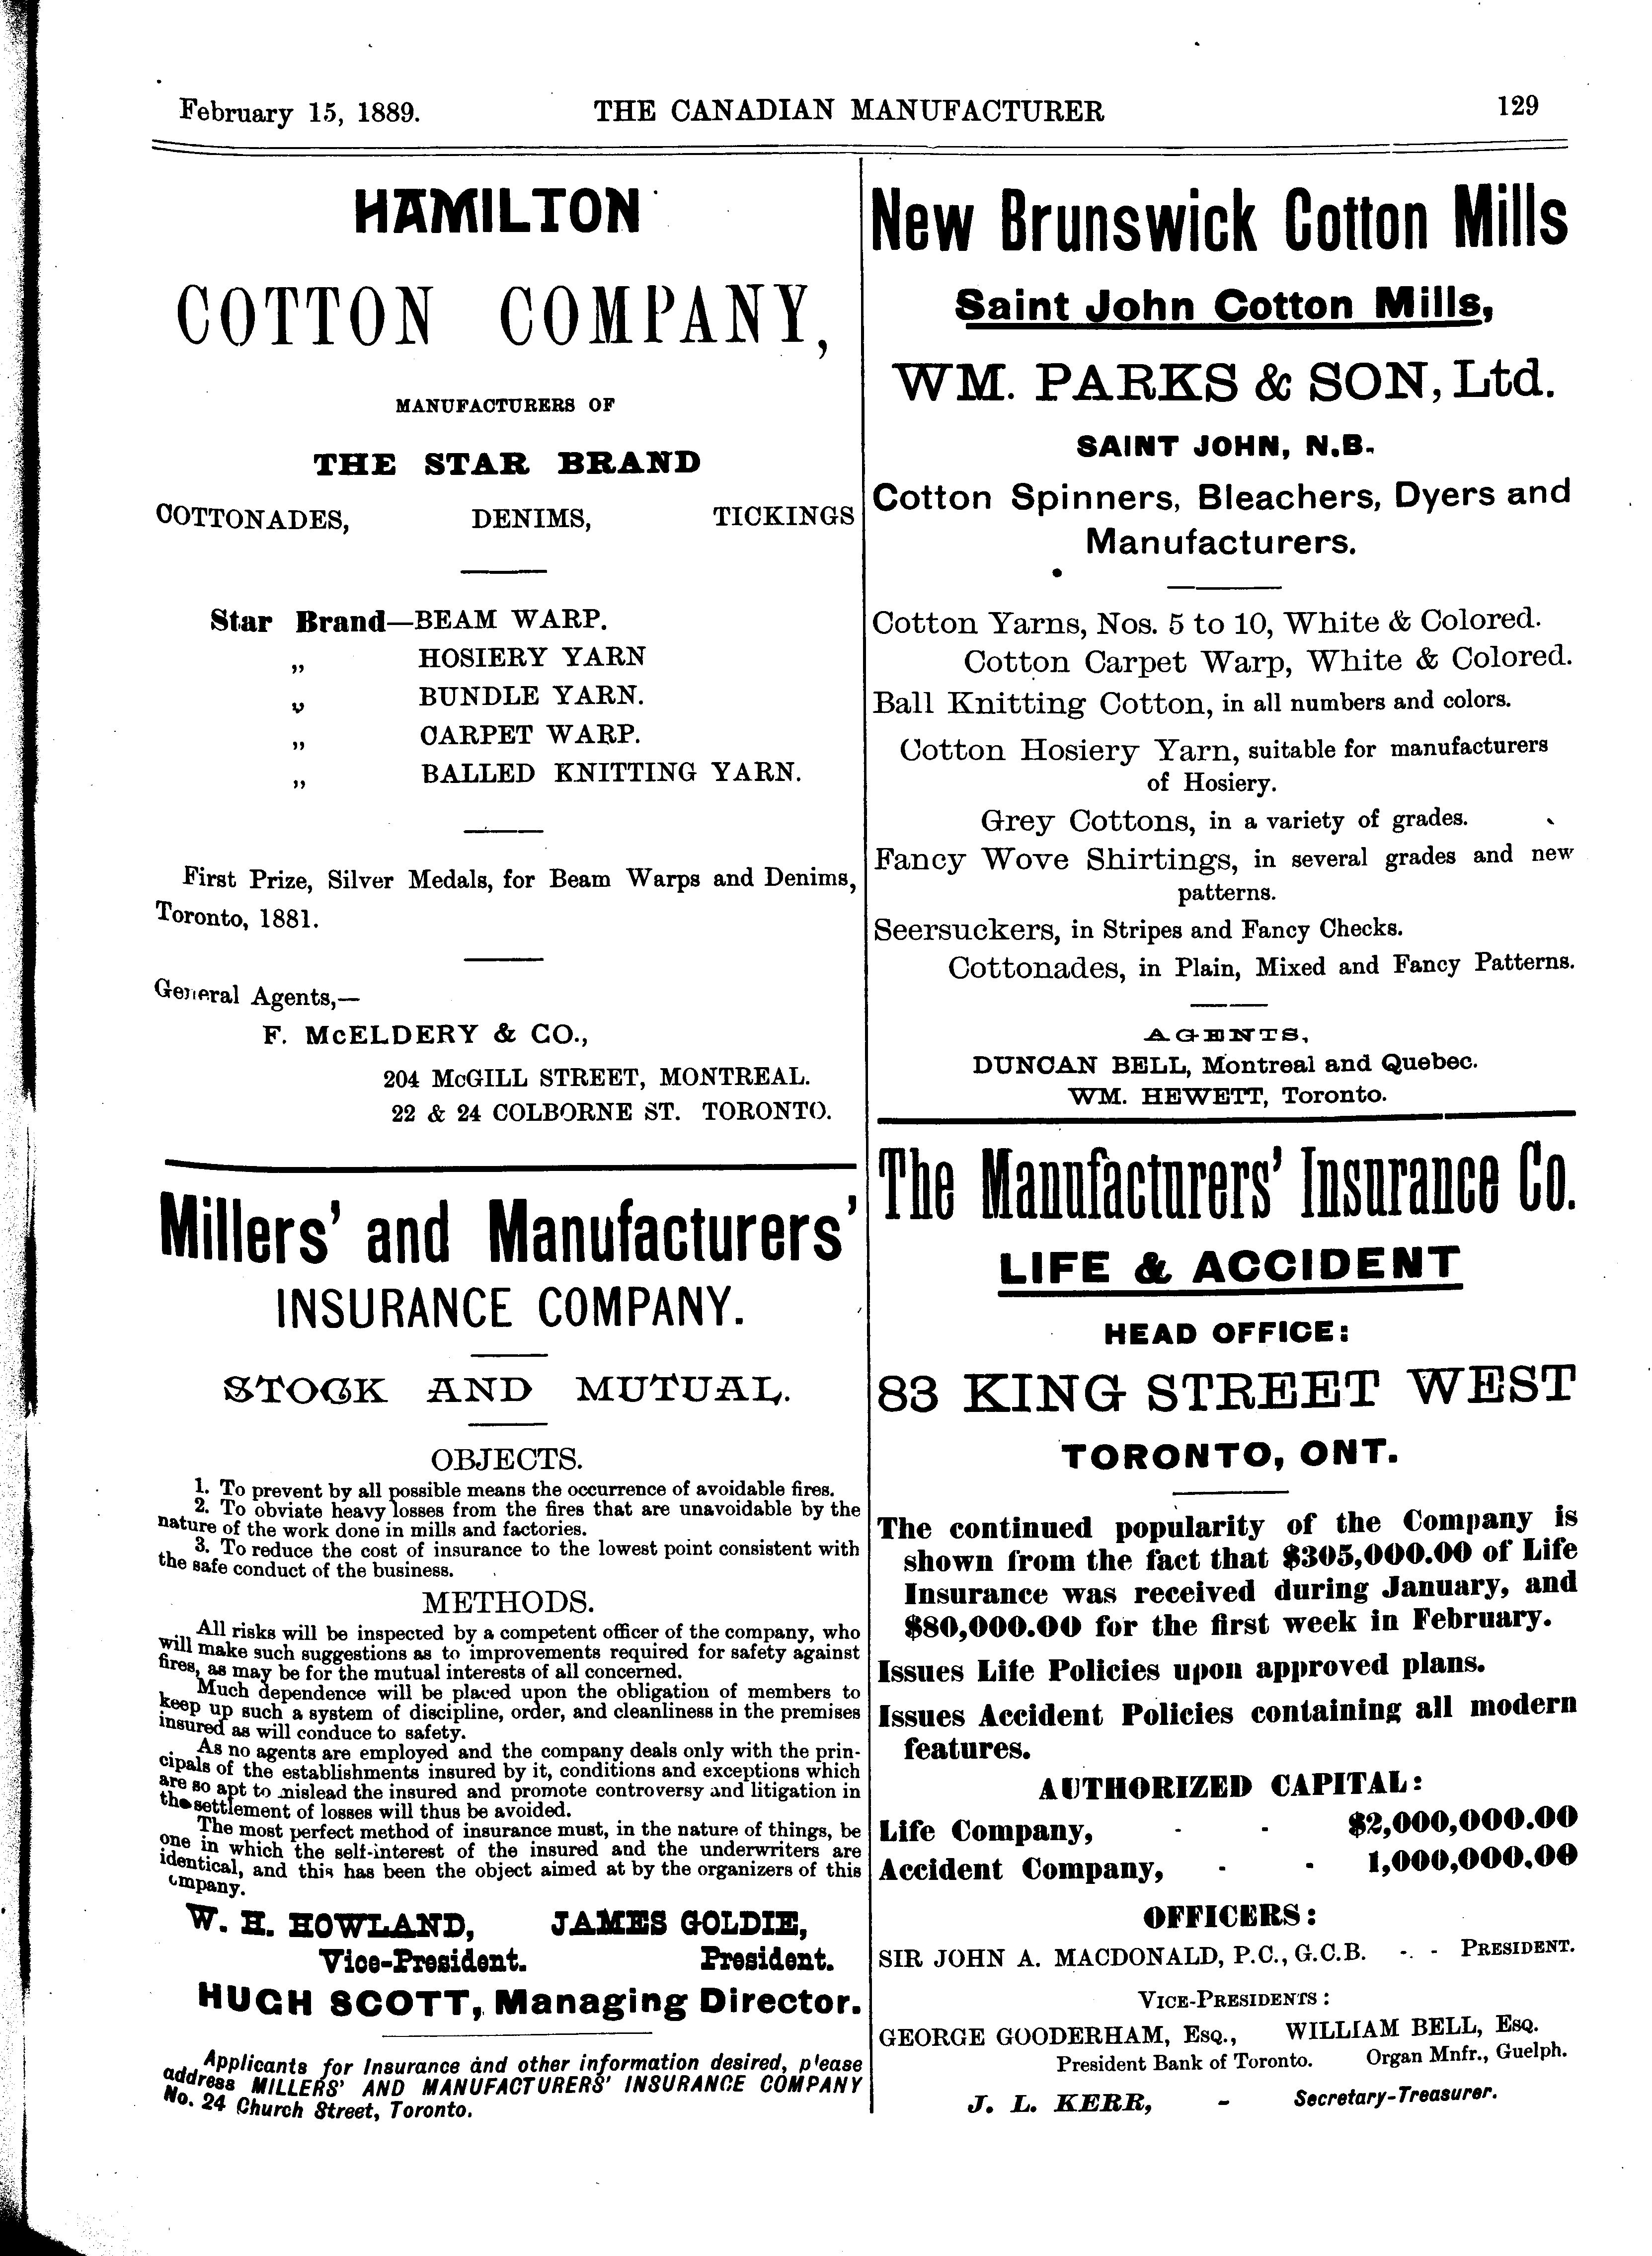 February 15, 1889. THE CANADIAN MANUFACTURER 129
HAMILTON
COTTON COMPANY,
MANUFACTURERS OF
THE STAR BRAND
COTTONADES, DENIMS, TICKINGS
Star Brand—BEAM WARP.
„ HOSIERY YARN
„ BUNDLE YARN.
„ CARPET WARP.
„ BALLED KNITTING YARN.
First Prize, Silver Medals, for Beam Warps and Denims,
Toronto, 1881.
General Agents,—
F. McELDERY & CO.,
204 McGILL STREET, MONTREAL.
22 & 24 COLBORNE ST. TORONTO.
Millers' and Manufacturers'
INSURANCE COMPANY.
STOCK AND MUTUAL.
OBJECTS.
1. To prevent by all possible means the occurrence of avoidable fires.
2. To obviate heavy losses from the fires that are unavoidable by the
nature of the work done in mills and factories.
3. To reduce the cost of insurance to the lowest point consistent with
the safe conduct of the business.
METHODS.
All risks will be inspected by a competent officer of the company, who
will make such suggestions as to improvements required for safety against
fires, as may be for the mutual interests of all concerned.
Much dependence will be placed upon the obligation of members to
keep up such a system of discipline, order, and cleanliness in the premises
insured as will conduce to safety.
As no agents are employed and the company deals only with the prin-
cipals of the establishments insured by it, conditions and exceptions which
are so apt to mislead the insured and promote controversy and litigation in
the settlement of losses will thus be avoided.
The most perfect method of insurance must, in the nature of things, be
one in which the self-interest of the insured and the underwriters are
identical, and this has been the object aimed at by the organizers of this
company.
W. H. HOWLAND, JAMES GOLDIE,
Vice-President. President.
HUGH SCOTT, Managing Director.
Applicants for Insurance and other information desired, please
address MILLERS' AND MANUFACTURERS' INSURANCE COMPANY
No. 24 Church Street, Toronto.
New Brunswick Cotton Mills
Saint John Cotton Mills,
WM. PARKS & SON, Ltd.
SAINT JOHN, N.B.
Cotton Spinners, Bleachers, Dyers and
Manufacturers.
Cotton Yarns, Nos. 5 to 10, White & Colored.
Cotton Carpet Warp, White & Colored.
Ball Knitting Cotton, in all numbers and colors.
Cotton Hosiery Yarn, suitable for manufacturers
of Hosiery.
Grey Cottons, in a variety of grades.
Fancy Wove Shirtings, in several grades and new
patterns.
Seersuckers, in Stripes and Fancy Checks.
Cottonades, in Plain, Mixed and Fancy Patterns.
AGENTS,
DUNCAN BELL, Montreal and Quebec.
WM. HEWETT, Toronto.
The Manufacturers' Insurance Co.
LIFE & ACCIDENT
HEAD OFFICE:
83 KING STREET WEST
TORONTO, ONT.
The continued popularity of the Company is
shown from the fact that $305,000.00 of Life
Insurance was received during January, and
$80,000.00 for the first week in February.
Issues Life Policies upon approved plans.
Issues Accident Policies containing all modern
features.
AUTHORIZED CAPITAL:
Life Company, - - $2,000,000.00
Accident Company, - - 1,000,000.00
OFFICERS:
SIR JOHN A. MACDONALD, P.C., G.C.B. - - PRESIDENT.
VICE-PRESIDENTS:
GEORGE GOODERHAM, Esq., WILLIAM BELL, Esq.
President Bank of Toronto. Organ Mnfr., Guelph.
J. L. KERR, - Secretary-Treasurer.